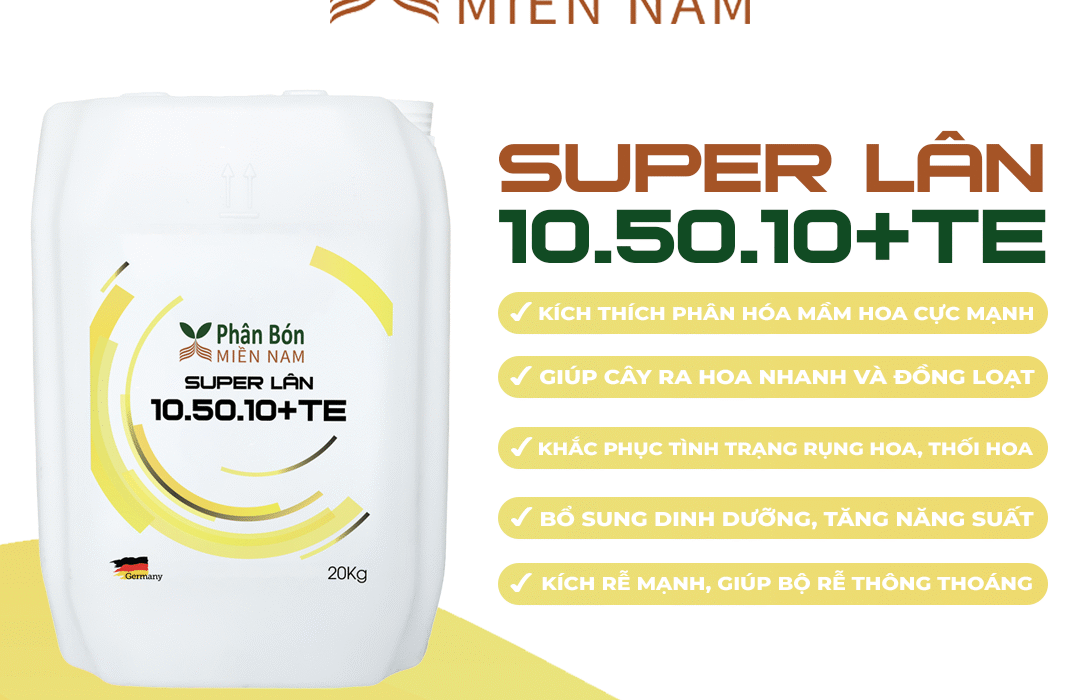 MIỀN NAM
SUPER LÂN
10.50.10+TE
✓ KÍCH THÍCH PHÂN HÓA MẦM HOA CỰC MẠNH
✓ GIÚP CÂY RA HOA NHANH VÀ ĐỒNG LOẠT
✓ KHẮC PHỤC TÌNH TRẠNG RỤNG HOA, THỐI HOA
✓ BỔ SUNG DINH DƯỠNG, TĂNG NĂNG SUẤT
✓ KÍCH RỄ MẠNH, GIÚP BỘ RỄ THÔNG THOÁNG
Phân Bón
MIỀN NAM
SUPER LÂN
10.50.10+TE
Germany
20Kg